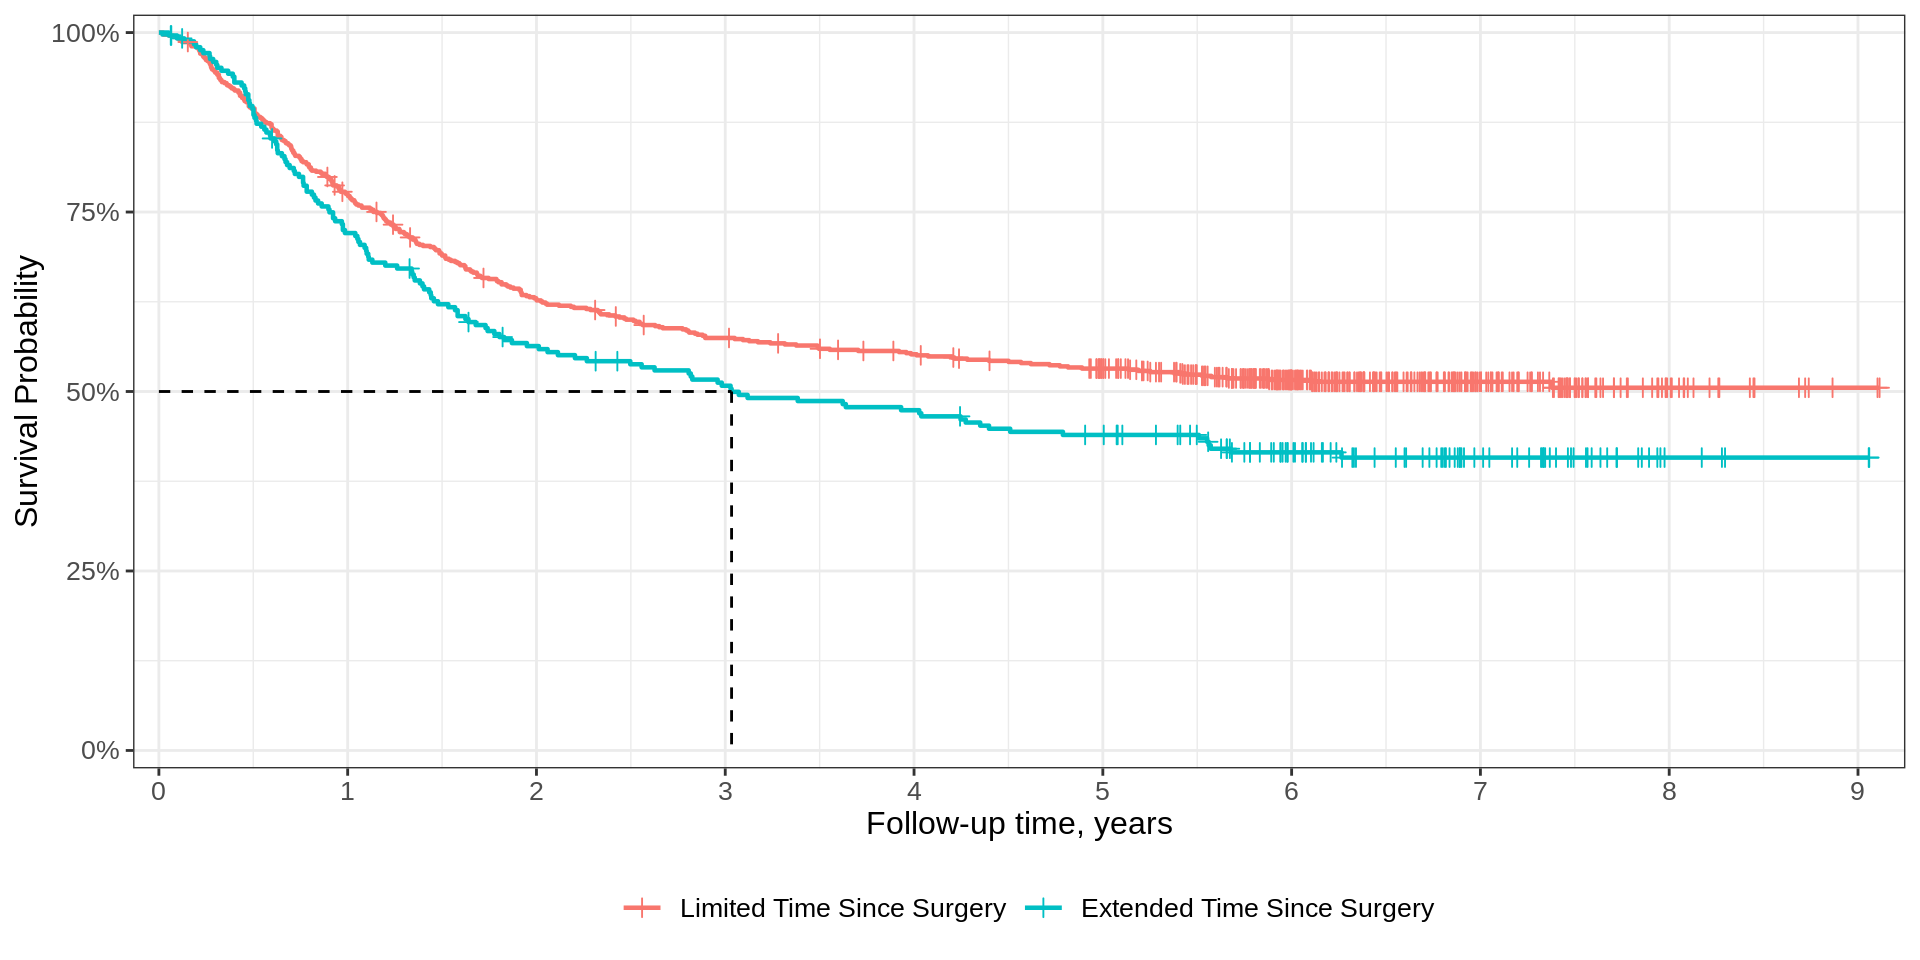 Survival Probability
100%
75%
50%
25%
0%
0 1 2 3 4 5 6 7 8 9
Follow-up time, years
Limited Time Since Surgery Extended Time Since Surgery